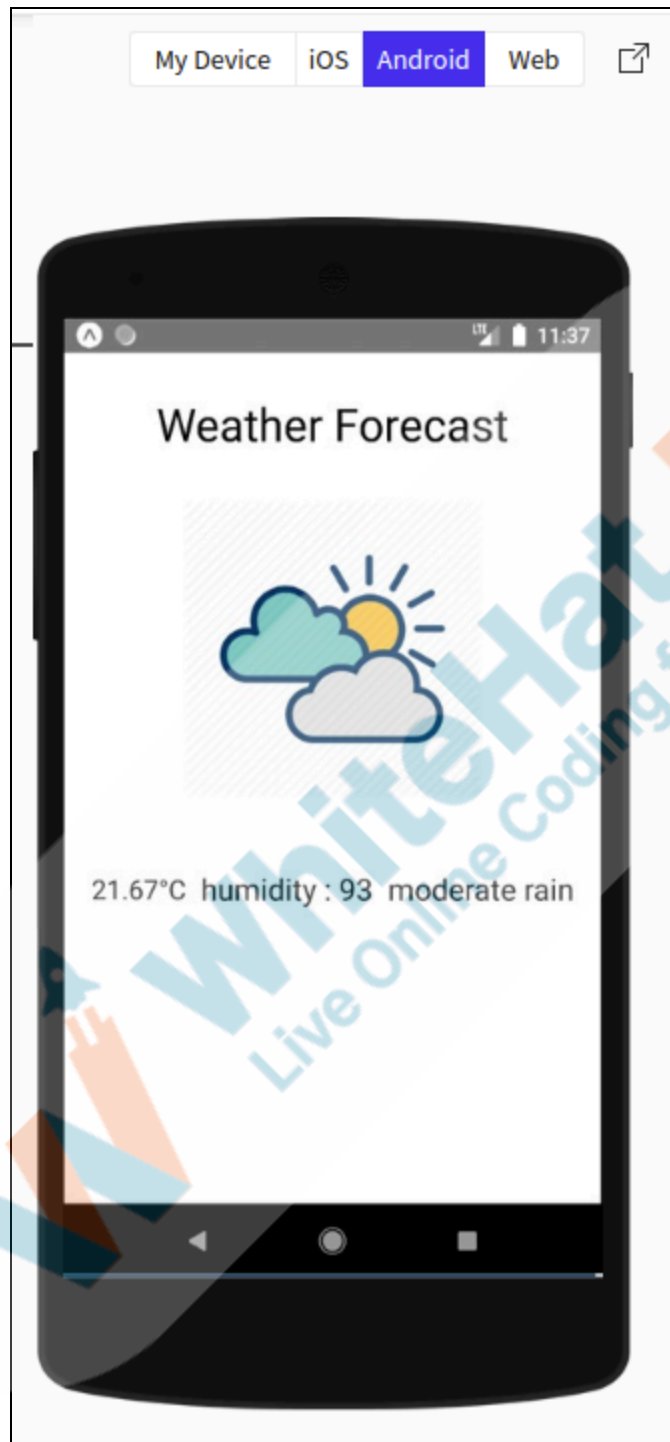 My Device iOS Android Web
LTE 11:37
Weather Forecast
21.67°C humidity : 93 moderate rain
WhiteHat
Live Online Coding f